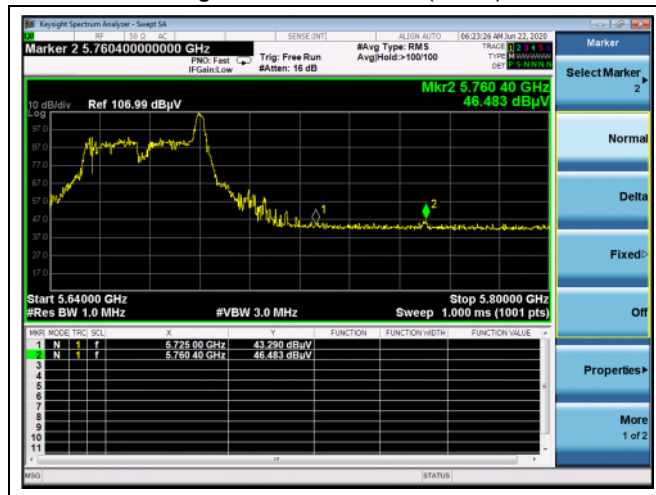 Keysight Spectrum Analyzer - Swept SA
RF 50 Ω AC SENSE:INT ALIGN AUTO 06:23:26 AM Jun 22, 2020
Marker 2 5.760400000000 GHz
PNO: Fast
IFGain:Low
Trig: Free Run
#Atten: 16 dB
#Avg Type: RMS
Avg|Hold:>100/100
TRACE 1 2 3 4 5 6
TYPE M
DET P S N N N N
Mkr2 5.760 40 GHz
46.483 dBµV
10 dB/div Ref 106.99 dBµV
Log
97.0
87.0
77.0
67.0
57.0
47.0
37.0
27.0
17.0
1
2
Start 5.64000 GHz Stop 5.80000 GHz
#Res BW 1.0 MHz #VBW 3.0 MHz Sweep 1.000 ms (1001 pts)
MKR MODE TRC SCL X Y FUNCTION FUNCTION WIDTH FUNCTION VALUE
1 N 1 f 5.725 00 GHz 43.290 dBµV
2 N 1 f 5.760 40 GHz 46.483 dBµV
3
4
5
6
7
8
9
10
11
MSG STATUS
Marker
Select Marker
2
Normal
Delta
Fixed
Off
Properties
More
1 of 2